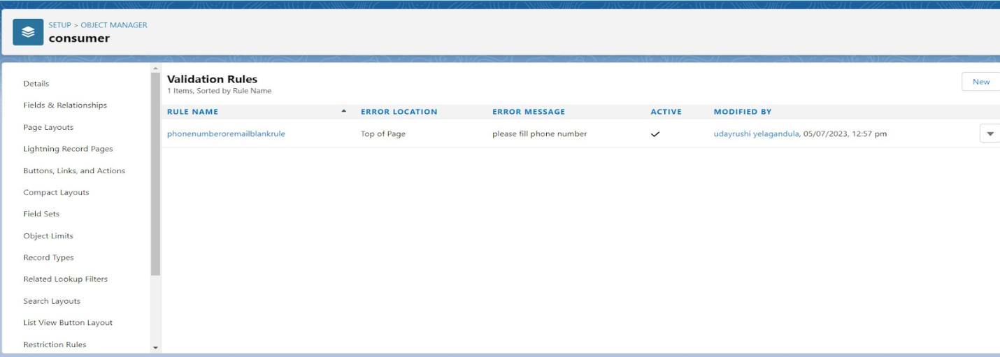 SETUP > OBJECT MANAGER
consumer
Details
Fields & Relationships
Page Layouts
Lightning Record Pages
Buttons, Links, and Actions
Compact Layouts
Field Sets
Object Limits
Record Types
Related Lookup Filters
Search Layouts
List View Button Layout
Restriction Rules
Validation Rules
1 Items, Sorted by Rule Name
New
RULE NAME ERROR LOCATION ERROR MESSAGE ACTIVE MODIFIED BY
phonenumberoremailblankrule Top of Page please fill phone number udayrushi yelagandula, 05/07/2023, 12:57 pm